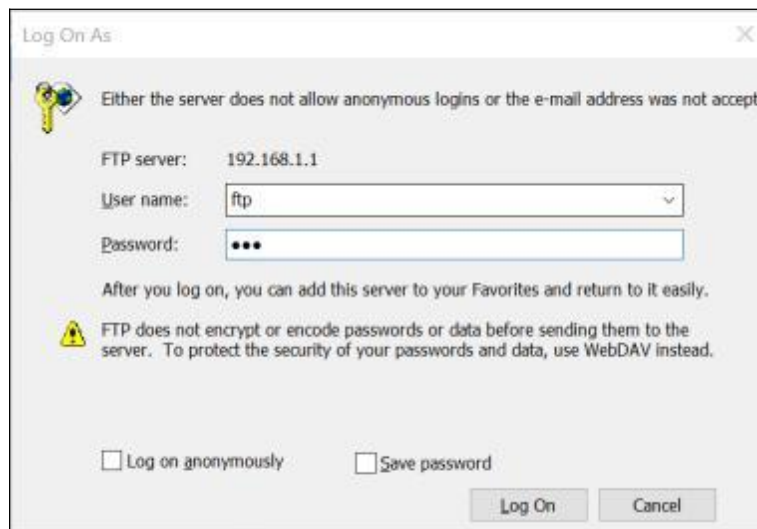 Log On As
Either the server does not allow anonymous logins or the e-mail address was not accept
FTP server: 192.168.1.1
User name: ftp
Password: •••
After you log on, you can add this server to your Favorites and return to it easily.
FTP does not encrypt or encode passwords or data before sending them to the
server. To protect the security of your passwords and data, use WebDAV instead.
Log on anonymously Save password
Log On Cancel